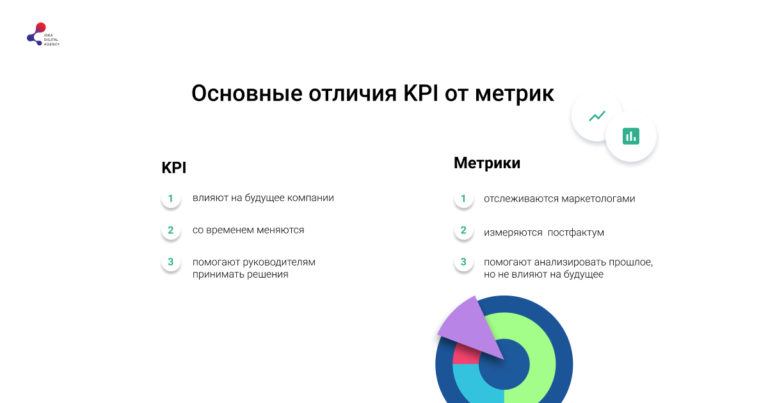 IDEA
DIGITAL
AGENCY
Основные отличия KPI от метрик
KPI
1 влияют на будущее компании
2 со временем меняются
3 помогают руководителям
принимать решения
Метрики
1 отслеживаются маркетологами
2 измеряются постфактум
3 помогают анализировать прошлое,
но не влияют на будущее